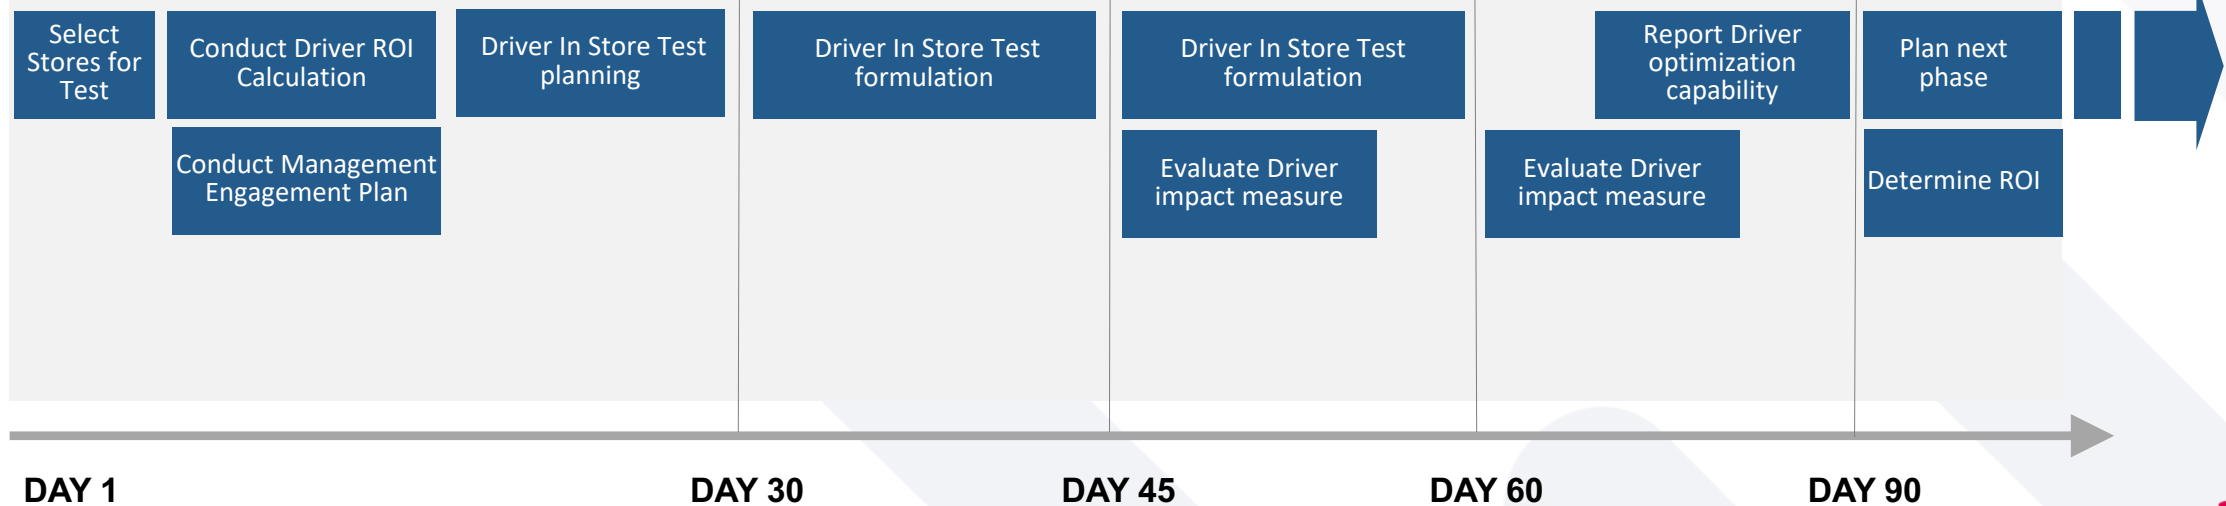 Select
Stores for
Test
Conduct Driver ROI
Calculation
Driver In Store Test
planning
Driver In Store Test
formulation
Driver In Store Test
formulation
Report Driver
optimization
capability
Plan next
phase
Conduct Management
Engagement Plan
Evaluate Driver
impact measure
Evaluate Driver
impact measure
Determine ROI
DAY 1
DAY 30
DAY 45
DAY 60
DAY 90